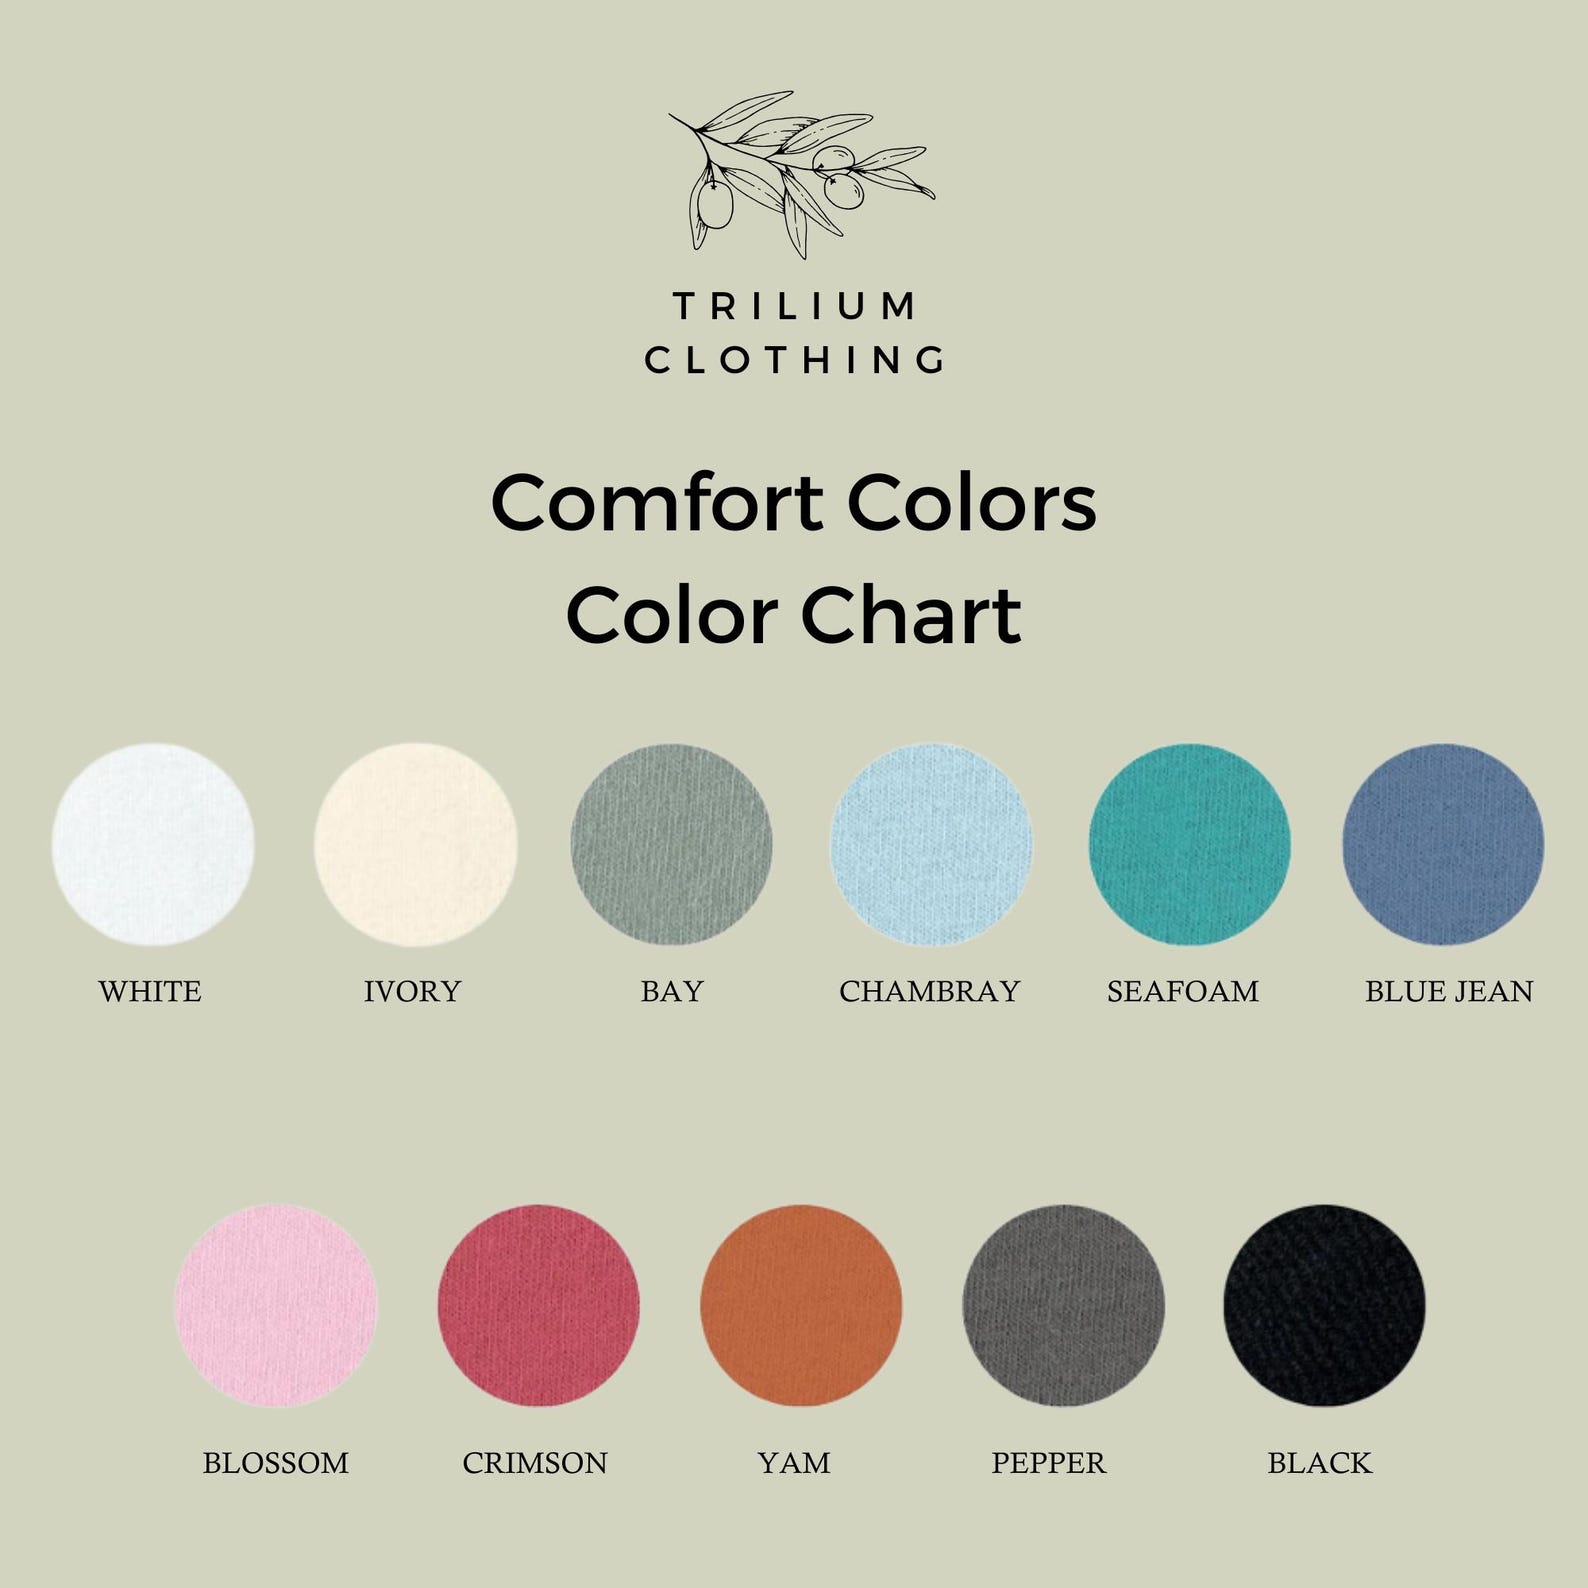 TRILIUM
CLOTHING
Comfort Colors
Color Chart
WHITE
IVORY
BAY
CHAMBRAY
SEAFOAM
BLUE JEAN
BLOSSOM
CRIMSON
YAM
PEPPER
BLACK